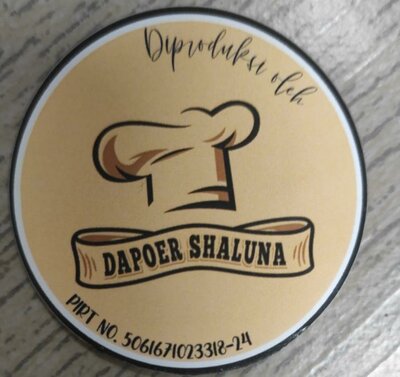 Diproduksi oleh
DAPOER SHALUNA
PIRT NO. 5061671023318-24